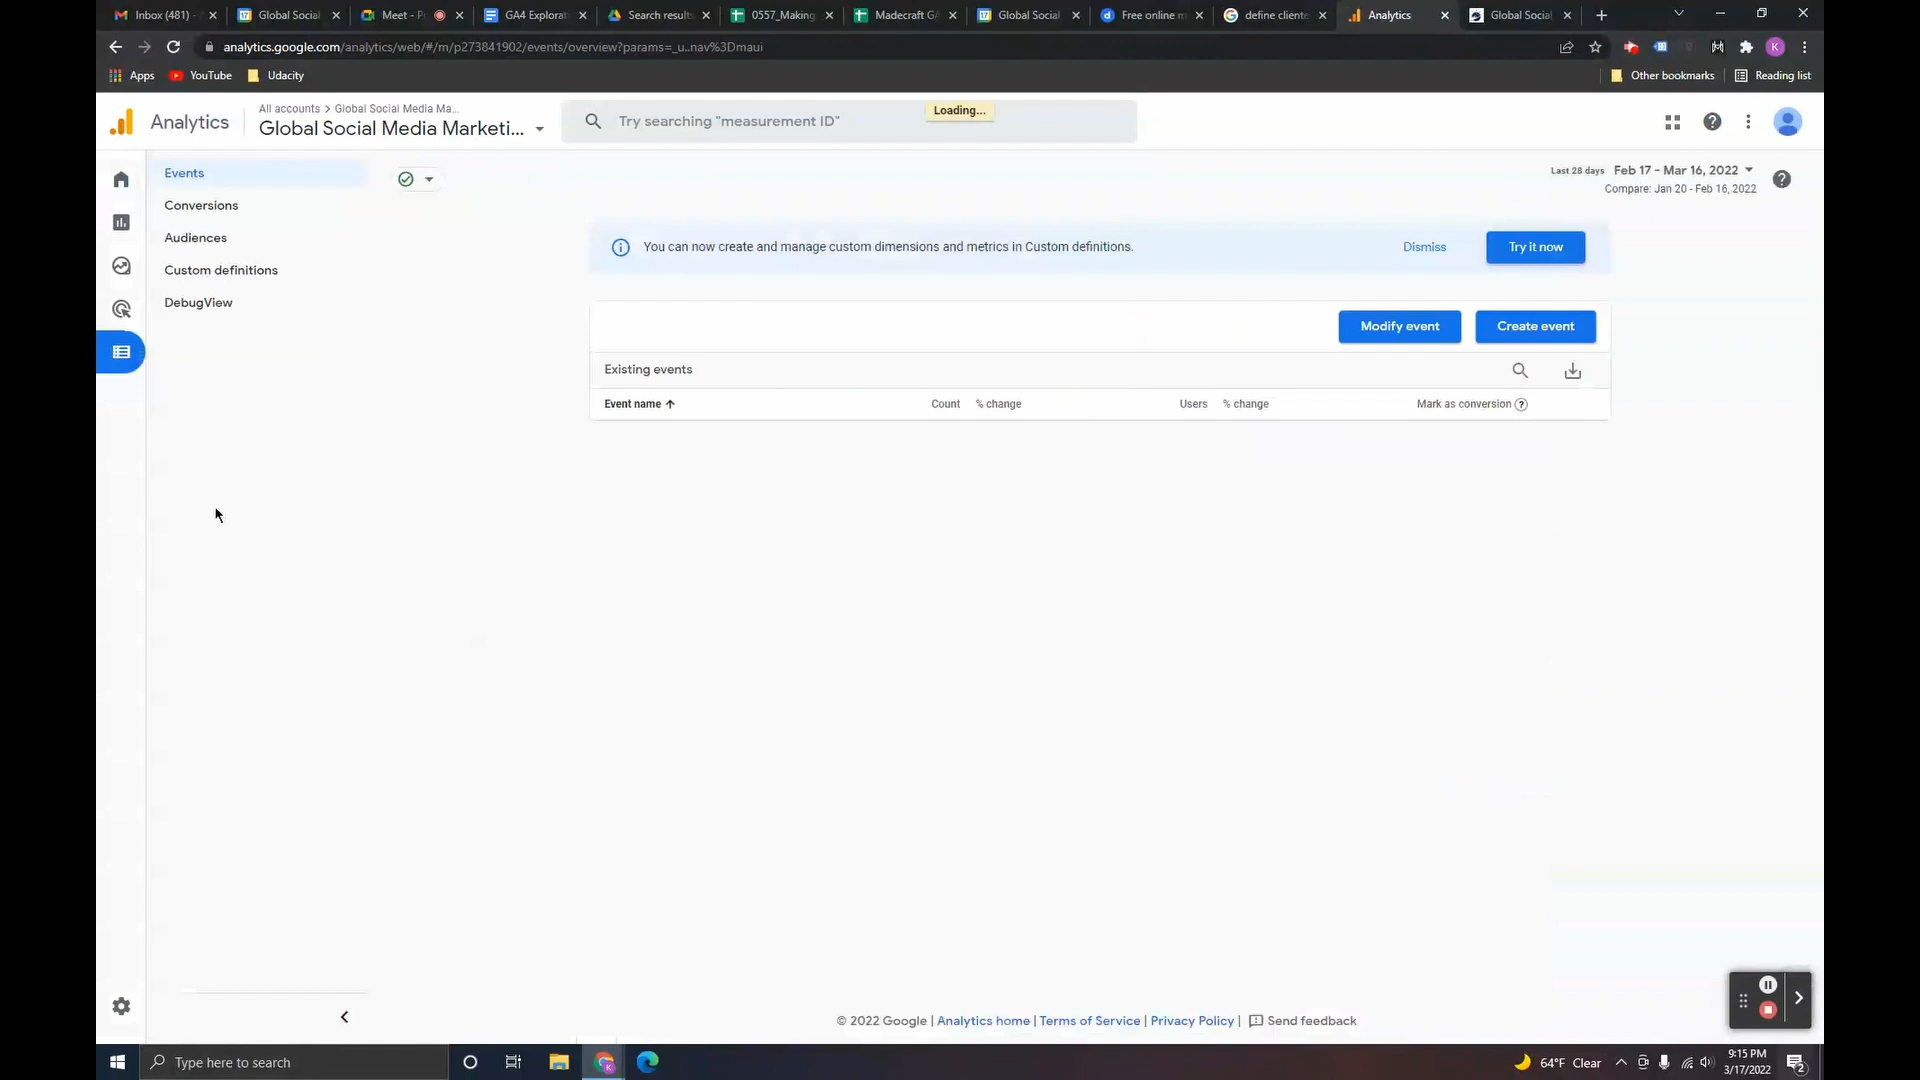 Inbox (481) - Global Social Meet - P GA4 Explorat Search results 0557_Making Madecraft GA Global Social Free online m define cliente Analytics Global Social
analytics.google.com/analytics/web/#/m/p273841902/events/overview?params=_u..nav%3Dmaui
Apps YouTube Udacity Other bookmarks Reading list
Analytics
All accounts > Global Social Media Ma...
Global Social Media Marketi...
Try searching "measurement ID"
Loading...
Events
Conversions
Audiences
Custom definitions
DebugView
Last 28 days Feb 17 - Mar 16, 2022
Compare: Jan 20 - Feb 16, 2022
You can now create and manage custom dimensions and metrics in Custom definitions. Dismiss Try it now
Modify event Create event
Existing events
Event name Count % change Users % change Mark as conversion
© 2022 Google | Analytics home | Terms of Service | Privacy Policy | Send feedback
Type here to search
64°F Clear
9:15 PM
3/17/2022
2